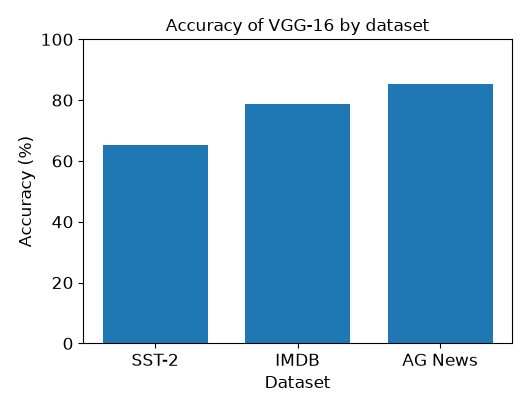 Accuracy of VGG-16 by dataset
100
80
60
40
20
0
Accuracy (%)
SST-2 IMDB AG News
Dataset